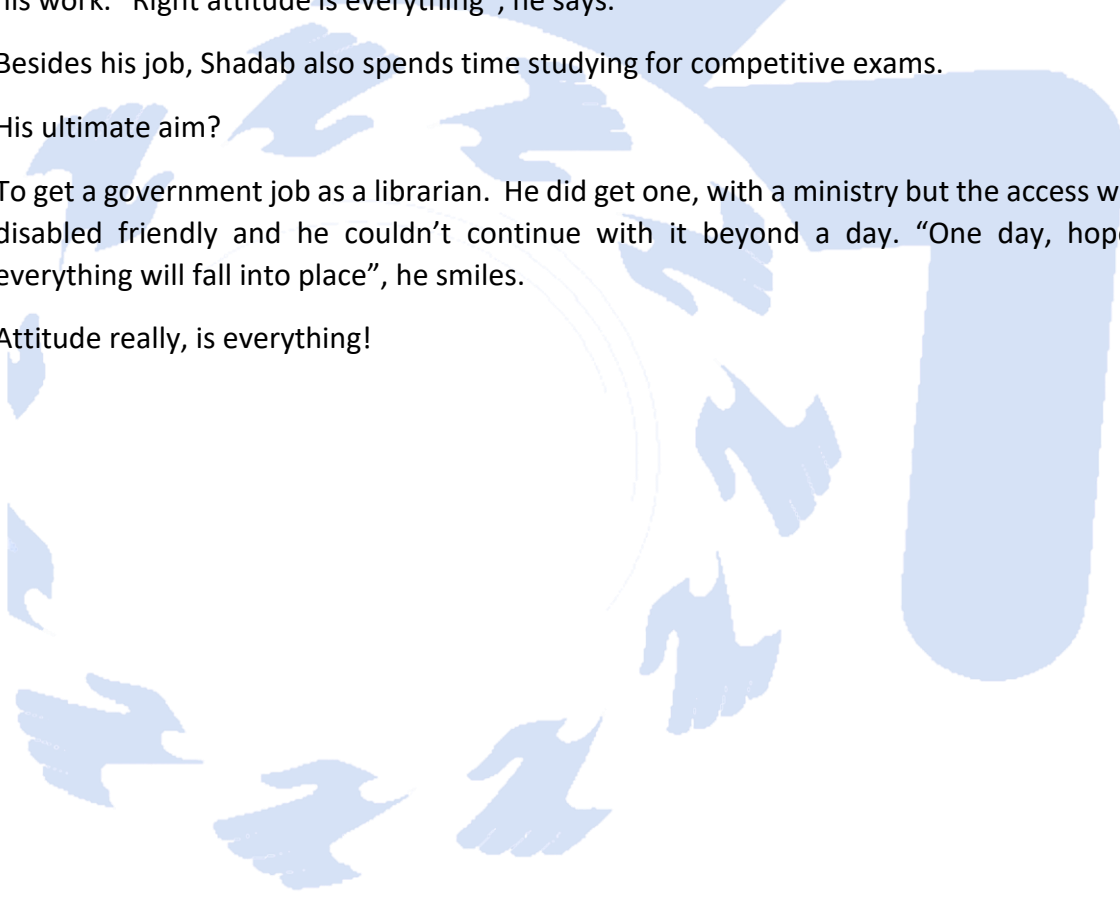 his work. "Right attitude is everything", he says.
Besides his job, Shadab also spends time studying for competitive exams.
His ultimate aim?
To get a government job as a librarian. He did get one, with a ministry but the access
disabled friendly and he couldn't continue with it beyond a day. “One day,
everything will fall into place”, he smiles.
Attitude really, is everything!